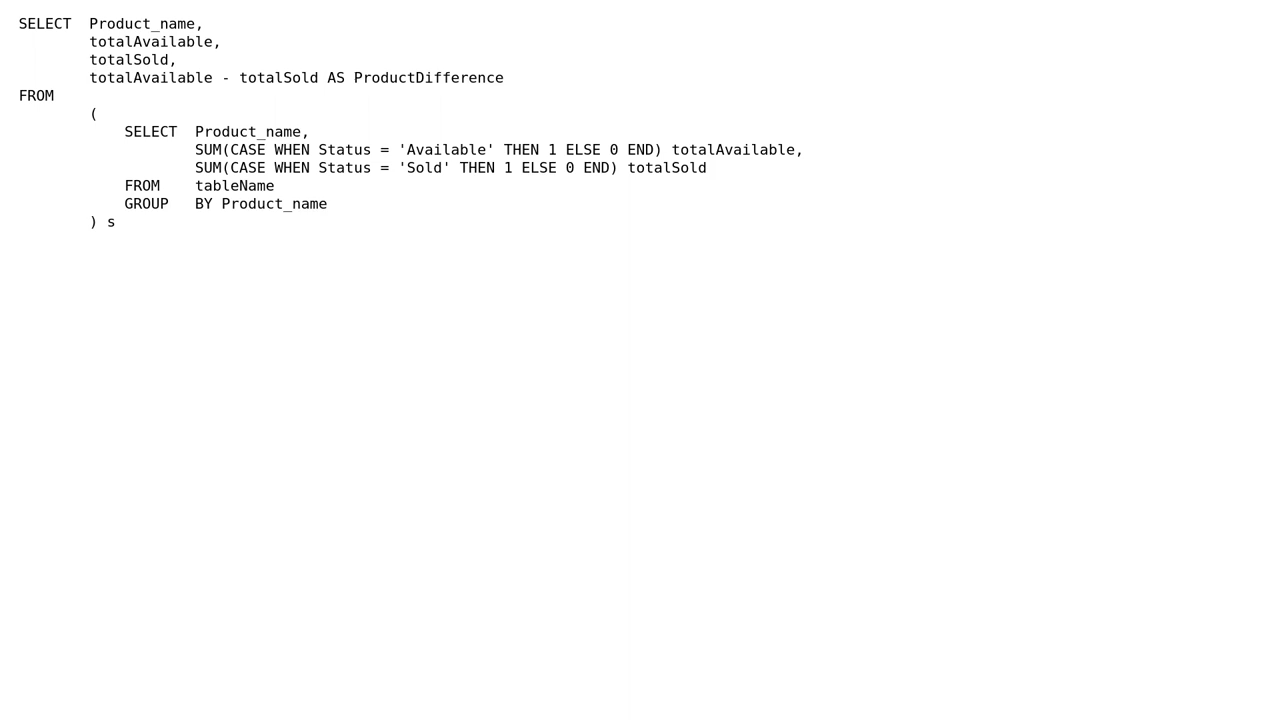 SELECT  Product_name,
        totalAvailable,
        totalSold,
        totalAvailable - totalSold AS ProductDifference
FROM
        (
            SELECT  Product_name,
                    SUM(CASE WHEN Status = 'Available' THEN 1 ELSE 0 END) totalAvailable,
                    SUM(CASE WHEN Status = 'Sold' THEN 1 ELSE 0 END) totalSold
            FROM    tableName
            GROUP   BY Product_name
        ) s